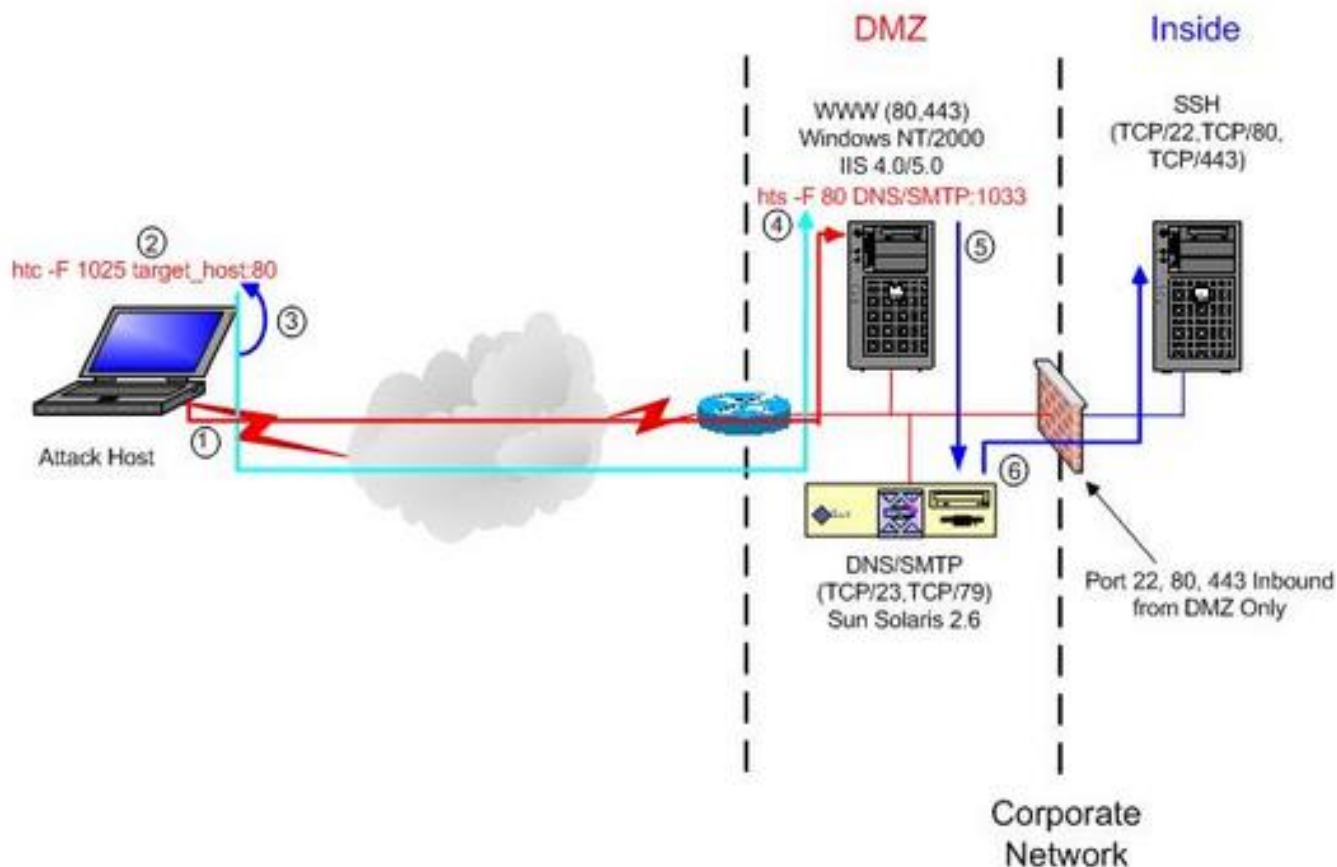 DMZ
Inside
WWW (80,443)
Windows NT/2000
IIS 4.0/5.0
hts -F 80 DNS/SMTP:1033
SSH
(TCP/22,TCP/80,
TCP/443)
④
⑤
②
htc -F 1025 target_host:80
③
①
Attack Host
⑥
Sun
DNS/SMTP
(TCP/23,TCP/79)
Sun Solaris 2.6
Port 22, 80, 443 Inbound
from DMZ Only
Corporate
Network